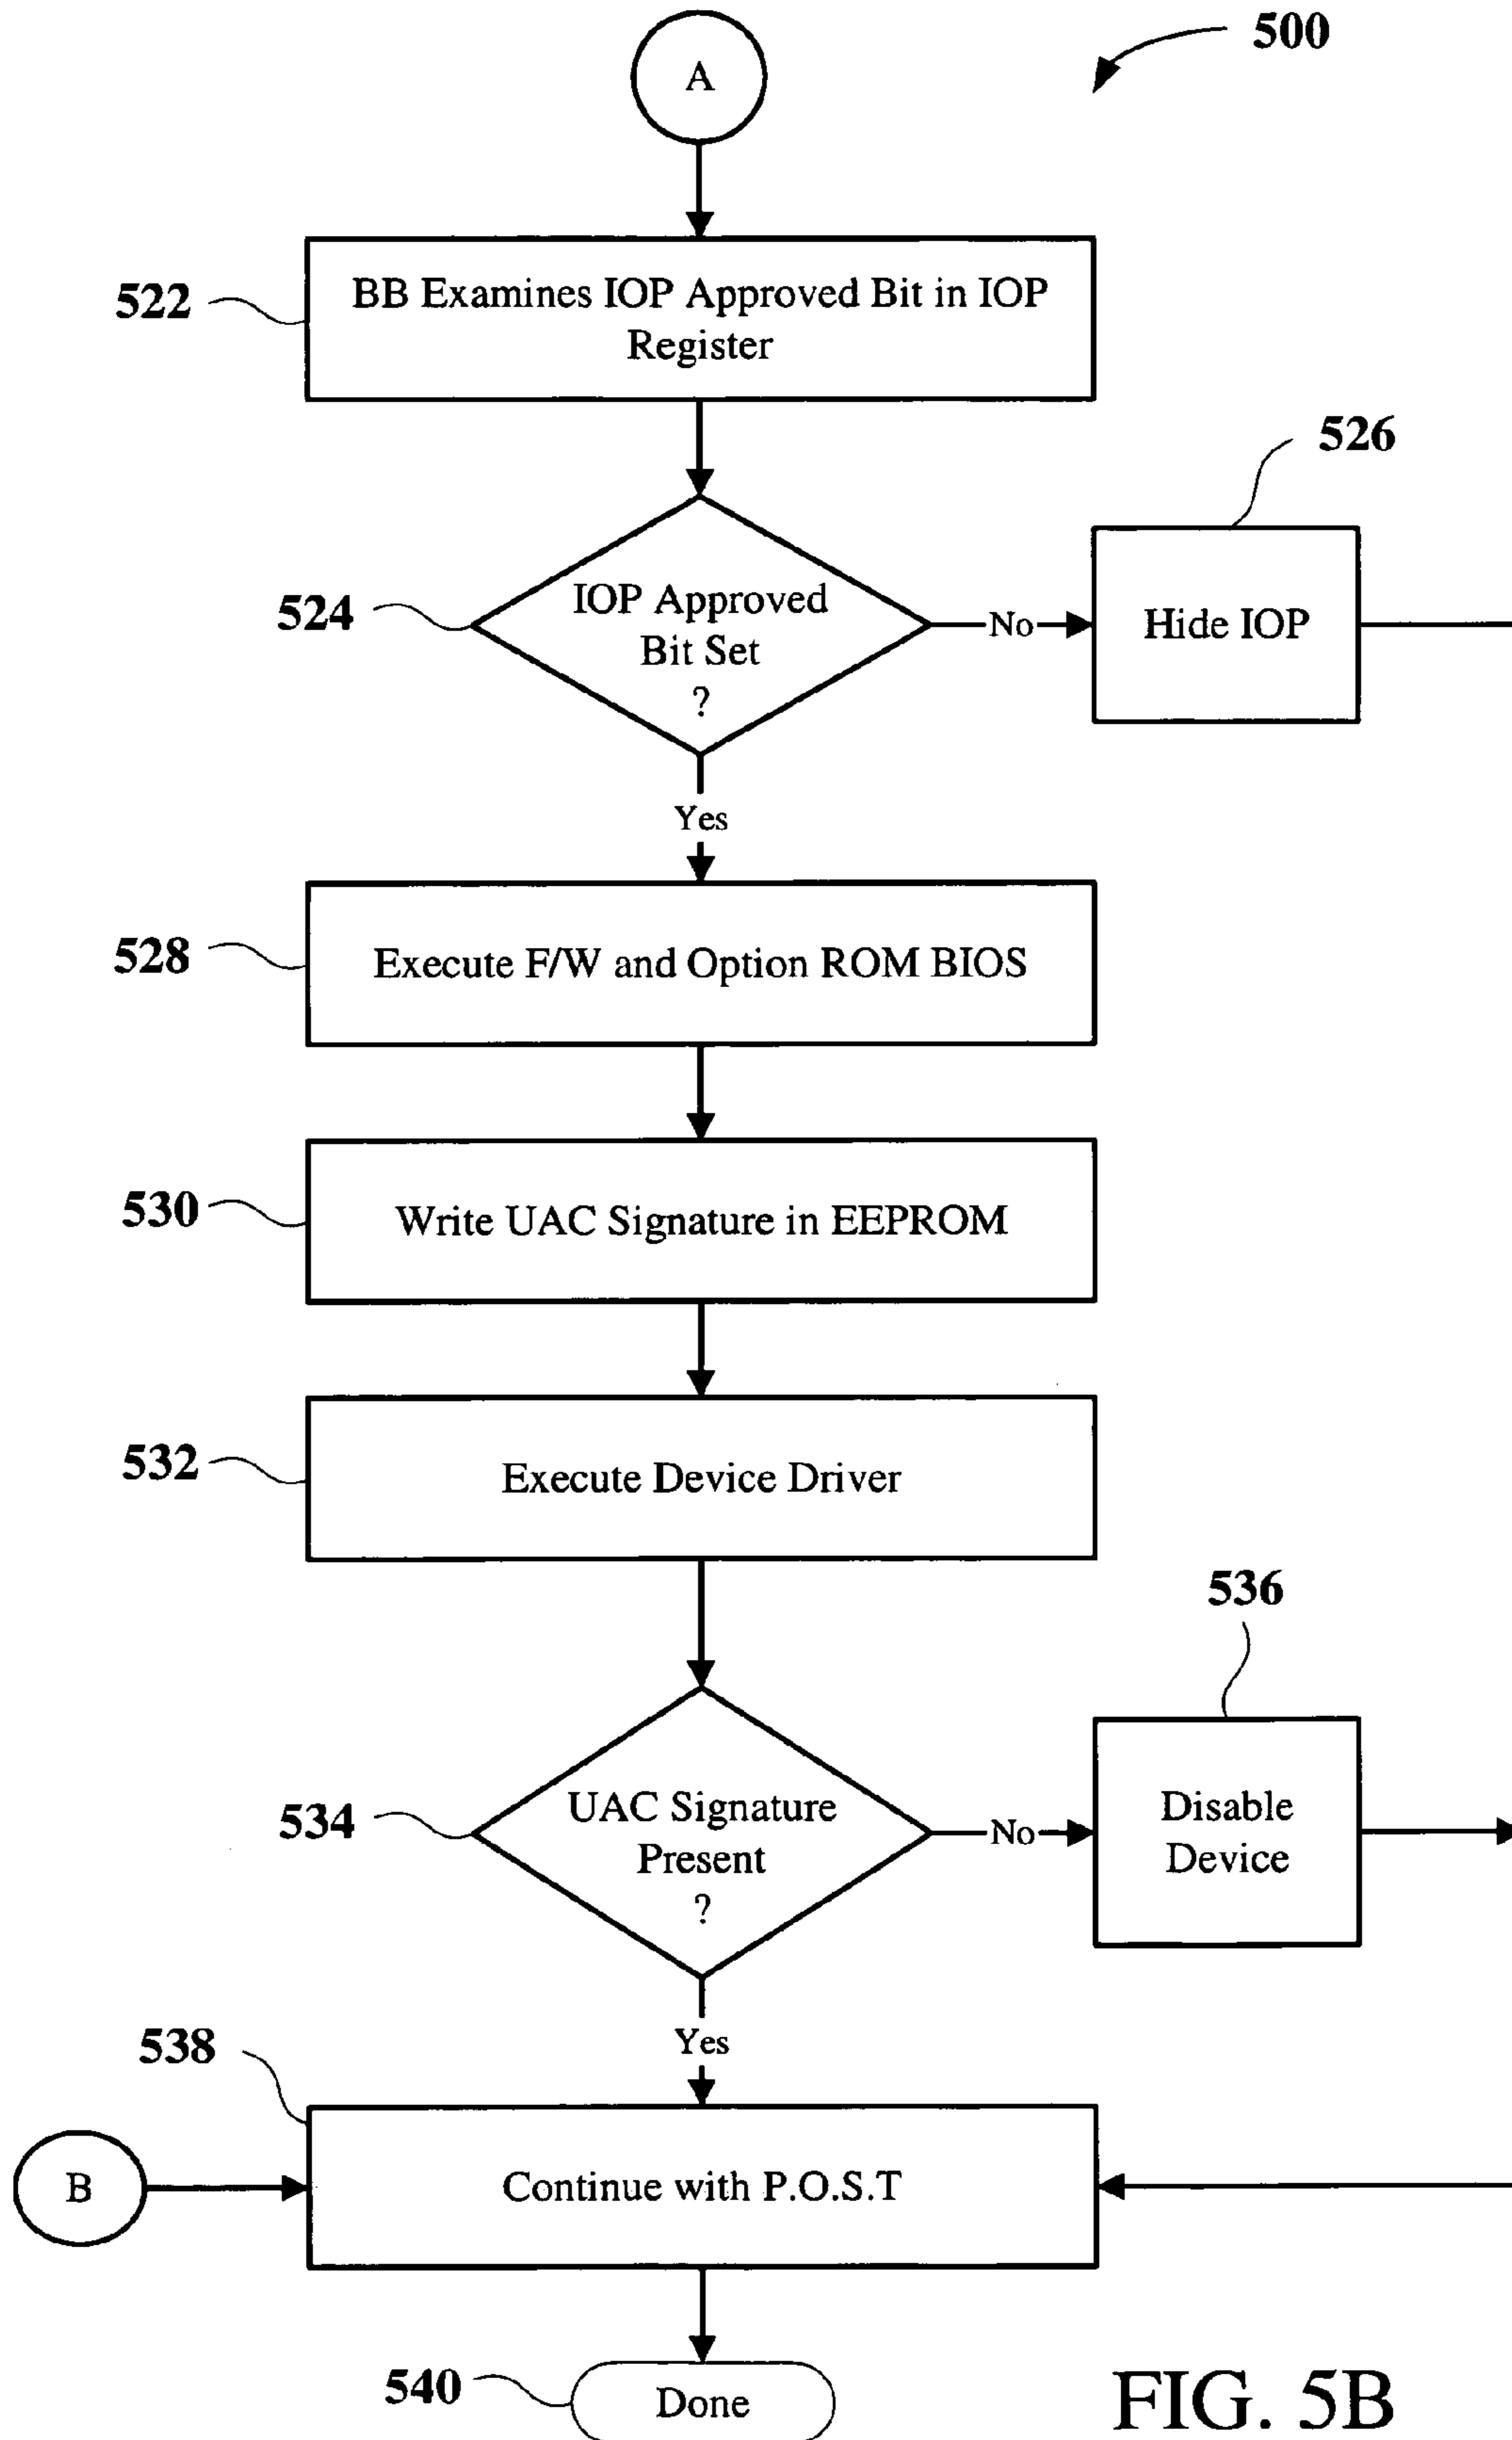 A
500
522
BB Examines IOP Approved Bit in IOP
Register
526
524
IOP Approved
Bit Set
?
No
Hide IOP
Yes
528
Execute F/W and Option ROM BIOS
530
Write UAC Signature in EEPROM
532
Execute Device Driver
536
534
UAC Signature
Present
?
No
Disable
Device
Yes
538
B
Continue with P.O.S.T
540
Done
FIG. 5B